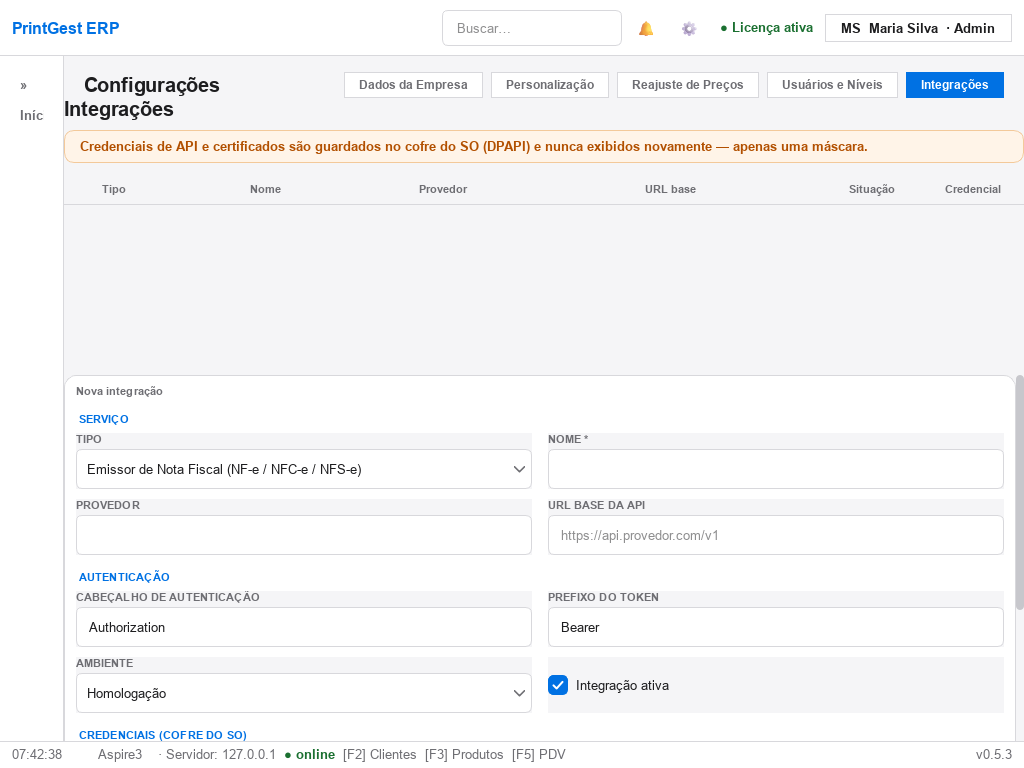 PrintGest ERP
Buscar...
● Licença ativa
MS Maria Silva · Admin
»
Iníc
Configurações
Dados da Empresa
Personalização
Reajuste de Preços
Usuários e Níveis
Integrações
Integrações
Credenciais de API e certificados são guardados no cofre do SO (DPAPI) e nunca exibidos novamente — apenas uma máscara.
Tipo Nome Provedor URL base Situação Credencial
Nova integração
SERVIÇO
TIPO
NOME *
Emissor de Nota Fiscal (NF-e / NFC-e / NFS-e)
PROVEDOR
URL BASE DA API
https://api.provedor.com/v1
AUTENTICAÇÃO
CABEÇALHO DE AUTENTICAÇÃO
PREFIXO DO TOKEN
Authorization
Bearer
AMBIENTE
Homologação
Integração ativa
CREDENCIAIS (COFRE DO SO)
07:42:38 Aspire3 · Servidor: 127.0.0.1 ● online [F2] Clientes [F3] Produtos [F5] PDV v0.5.3